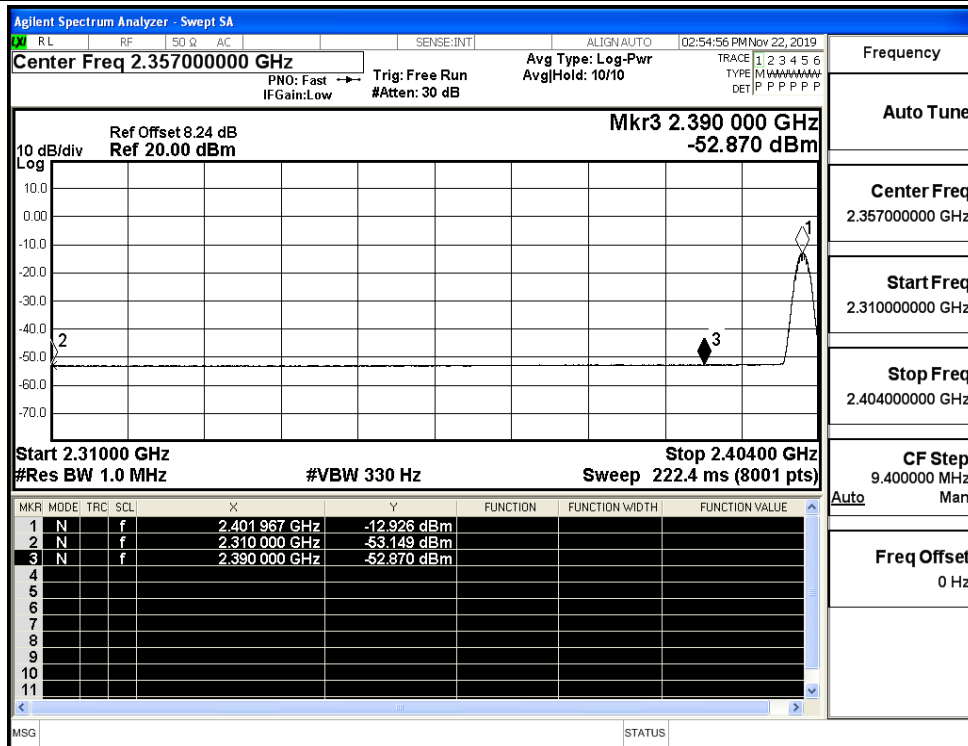 Agilent Spectrum Analyzer - Swept SA
LXI RL RF 50 Ω AC SENSE:INT ALIGN AUTO 02:54:56 PM Nov 22, 2019
Center Freq 2.357000000 GHz
PNO: Fast
IFGain:Low
Trig: Free Run
#Atten: 30 dB
Avg Type: Log-Pwr
Avg|Hold: 10/10
TRACE 1 2 3 4 5 6
TYPE M
DET P P P P P P
Ref Offset 8.24 dB
Ref 20.00 dBm
10 dB/div
Log
Mkr3 2.390 000 GHz
-52.870 dBm
10.0
0.00
-10.0
-20.0
-30.0
-40.0
-50.0
-60.0
-70.0
1
2
3
Start 2.31000 GHz Stop 2.40400 GHz
#Res BW 1.0 MHz #VBW 330 Hz Sweep 222.4 ms (8001 pts)
MKR MODE TRC SCL X Y FUNCTION FUNCTION WIDTH FUNCTION VALUE
1 N f 2.401 967 GHz -12.926 dBm
2 N f 2.310 000 GHz -53.149 dBm
3 N f 2.390 000 GHz -52.870 dBm
4
5
6
7
8
9
10
11
MSG STATUS
Frequency
Auto Tune
Center Freq
2.357000000 GHz
Start Freq
2.310000000 GHz
Stop Freq
2.404000000 GHz
CF Step
9.400000 MHz
Auto Man
Freq Offset
0 Hz